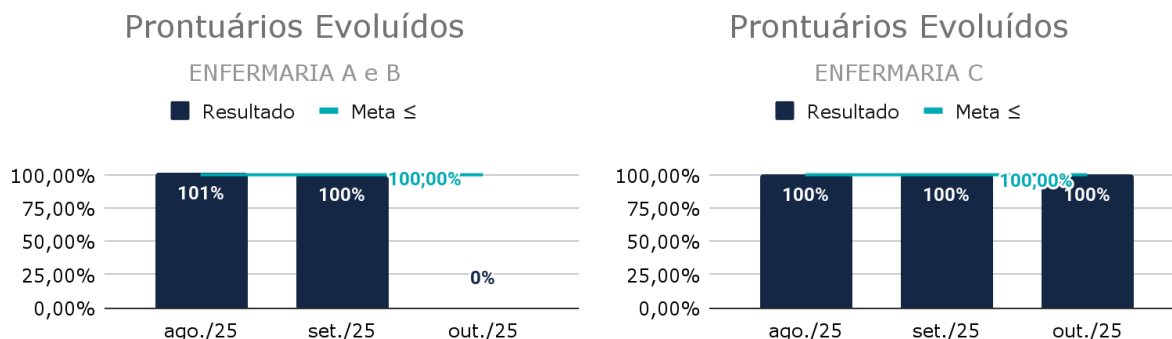 Prontuários Evoluídos
ENFERMARIA A e B
Resultado
Meta ≤
100,00%
75,00%
50,00%
25,00%
0,00%
101%
100%
0%
100,00%
ago./25
set./25
out./25
Prontuários Evoluídos
ENFERMARIA C
Resultado
Meta ≤
100,00%
75,00%
50,00%
25,00%
0,00%
100%
100%
100%
100,00%
ago./25
set./25
out./25